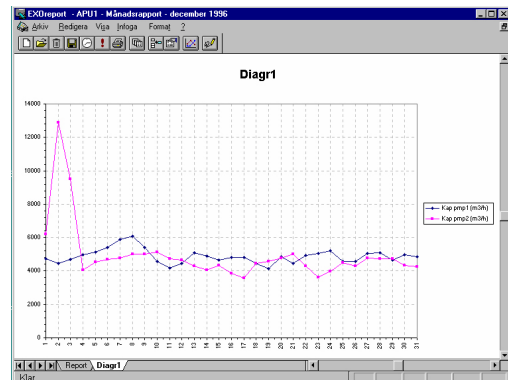 EXOreport - APU1 - Månadsrapport - december 1996
Arkiv Redigera Visa Infoga Format ?
Diagr1
14000
12000
10000
8000
6000
4000
2000
0
1 2 3 4 5 6 7 8 9 10 11 12 13 14 15 16 17 18 19 20 21 22 23 24 25 26 27 28 29 30 31
Kap pmp1 (m3/h)
Kap pmp2 (m3/h)
Report Diagr1
Klar